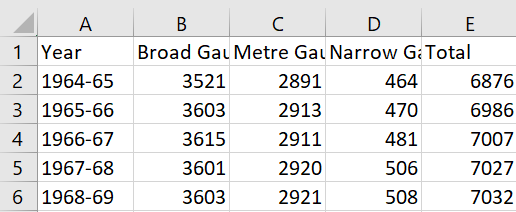 A B C D E
1 Year Broad Gau Metre Gau Narrow Ga Total
2 1964-65 3521 2891 464 6876
3 1965-66 3603 2913 470 6986
4 1966-67 3615 2911 481 7007
5 1967-68 3601 2920 506 7027
6 1968-69 3603 2921 508 7032